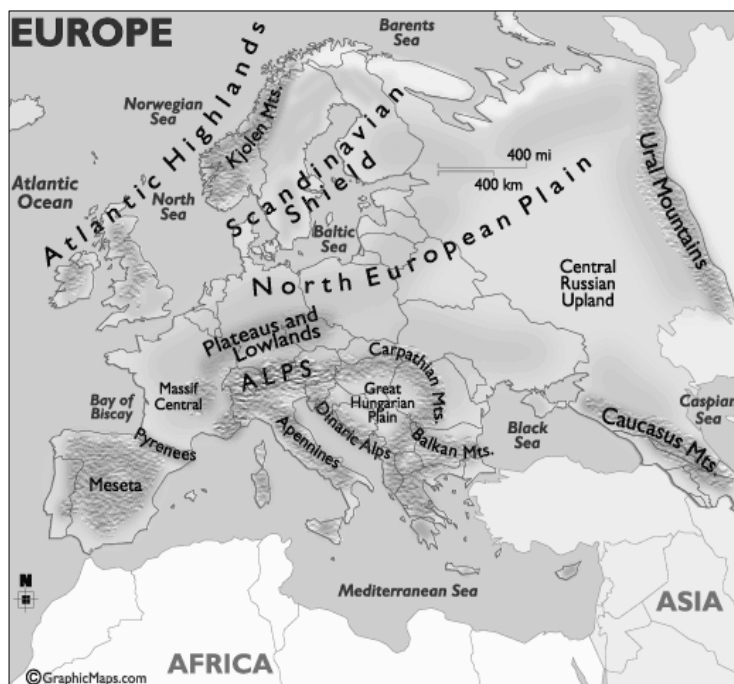 EUROPE
Barents
Sea
Norwegian
Sea
Atlantic Highlands
Kjolen Mts.
Scandinavian
Shield
400 mi
400 km
Ural Mountains
Atlantic
Ocean
North
Sea
Baltic
Sea
North European Plain
Central
Russian
Upland
Plateaus and
Lowlands
ALPS
Carpathian Mts.
Bay of
Biscay
Massif
Central
Great
Hungarian
Plain
Caspian
Sea
Pyrenees
Apennines
Dinaric Alps
Balkan Mts.
Black
Sea
Caucasus Mts.
Meseta
N
Mediterranean Sea
ASIA
AFRICA
©GraphicMaps.com